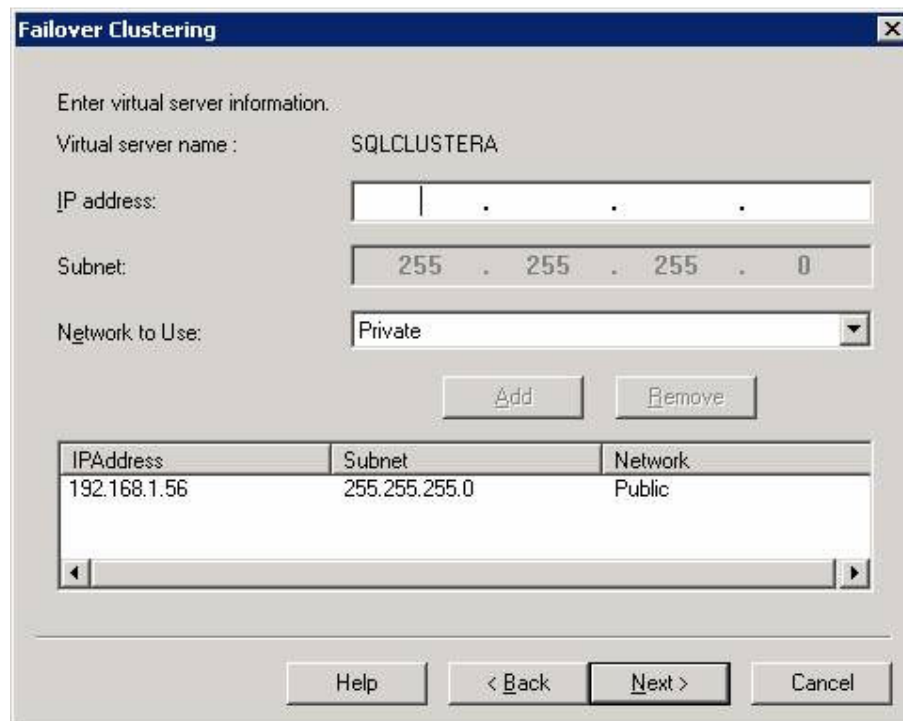 Failover Clustering
Enter virtual server information.
Virtual server name : SQLCLUSTERA
IP address: . . .
Subnet: 255 . 255 . 255 . 0
Network to Use: Private
Add Remove
IPAddress Subnet Network
192.168.1.56 255.255.255.0 Public
Help < Back Next > Cancel